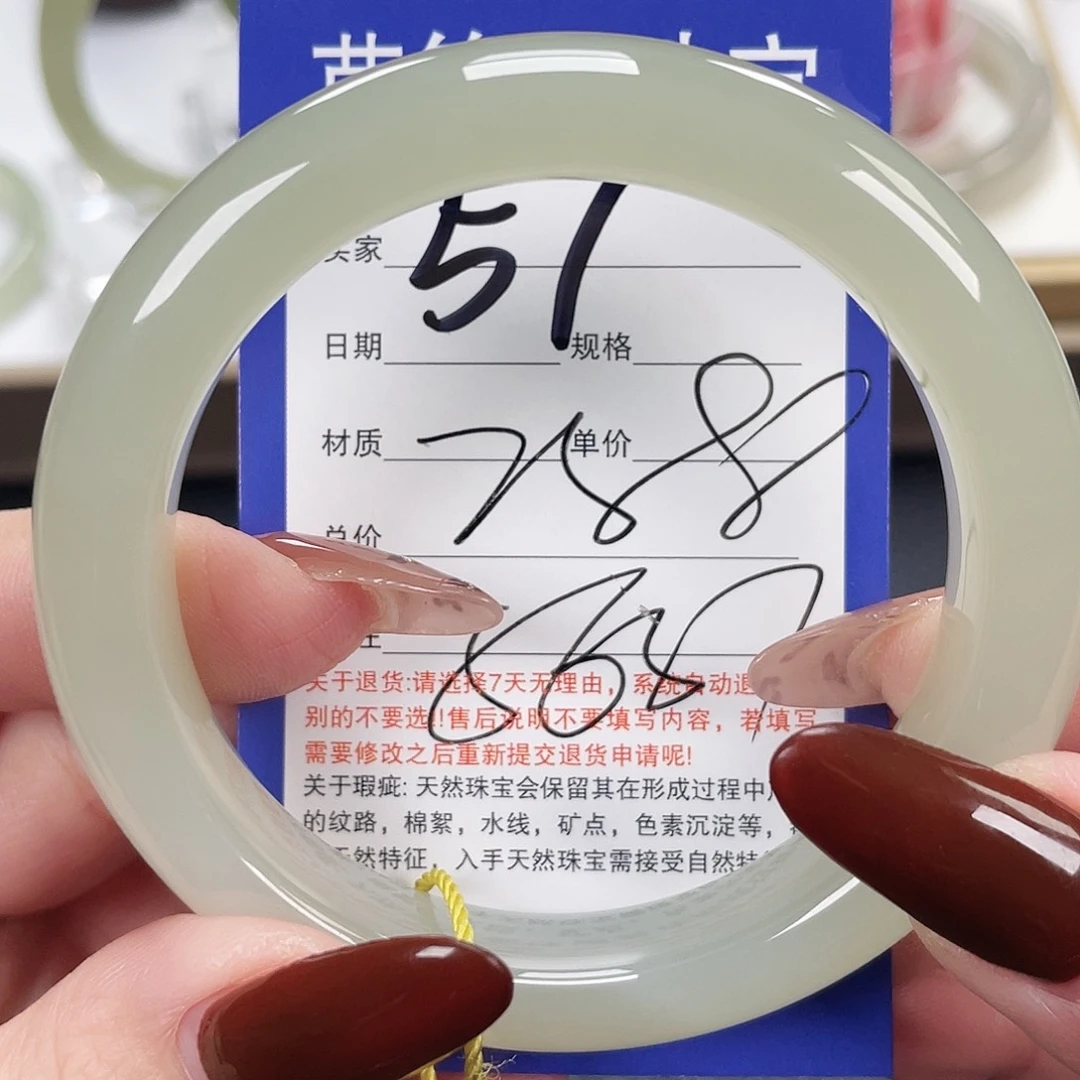 51
卖家
日期 规格
材质 单价
788
总价
868
关于退货:请选择7天无理由，系统自动退
别的不要选!!售后说明不要填写内容，若填写
需要修改之后重新提交退货申请呢!
关于瑕疵: 天然珠宝会保留其在形成过程中
的纹路，棉絮，水线，矿点，色素沉淀等，
天然特征，入手天然珠宝需接受自然特